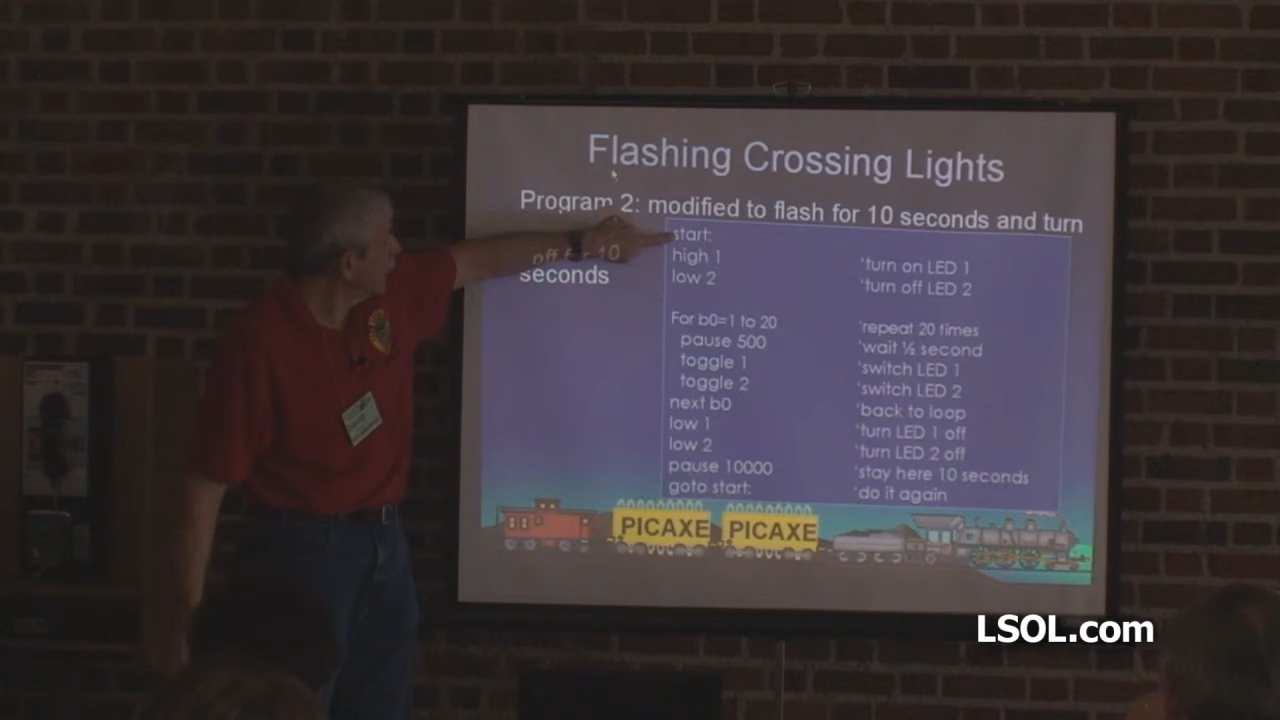 Flashing Crossing Lights
Program 2: modified to flash for 10 seconds and turn
off for 10
seconds
start:
high 1 'turn on LED 1
low 2 'turn off LED 2
For b0=1 to 20 'repeat 20 times
pause 500 'wait ½ second
toggle 1 'switch LED 1
toggle 2 'switch LED 2
next b0 'back to loop
low 1 'turn LED 1 off
low 2 'turn LED 2 off
pause 10000 'stay here 10 seconds
goto start: 'do it again
PICAXE PICAXE
LSOL.com